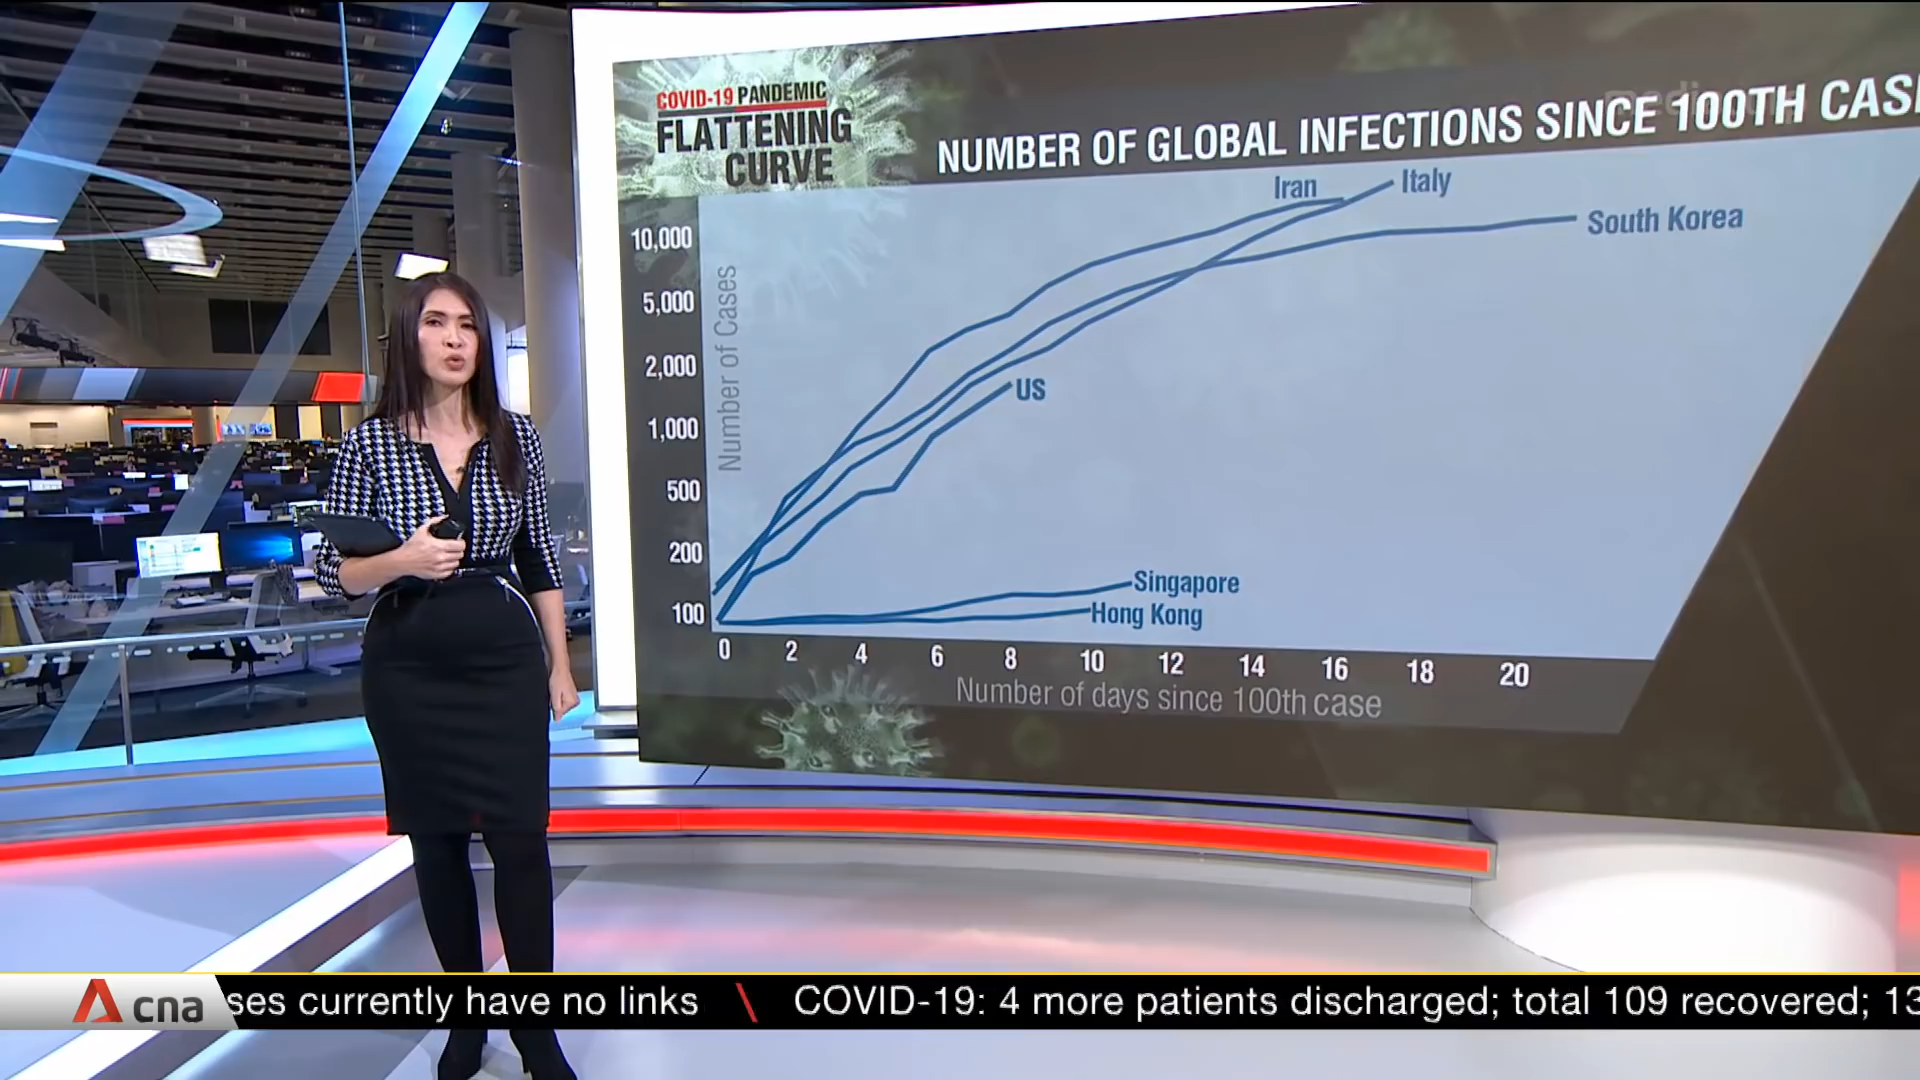 COVID-19 PANDEMIC
FLATTENING
CURVE
NUMBER OF GLOBAL INFECTIONS SINCE 100TH CAS
Iran
Italy
South Korea
US
Singapore
Hong Kong
Number of Cases
10,000
5,000
2,000
1,000
500
200
100
0 2 4 6 8 10 12 14 16 18 20
Number of days since 100th case
cna
ses currently have no links \ COVID-19: 4 more patients discharged; total 109 recovered; 13